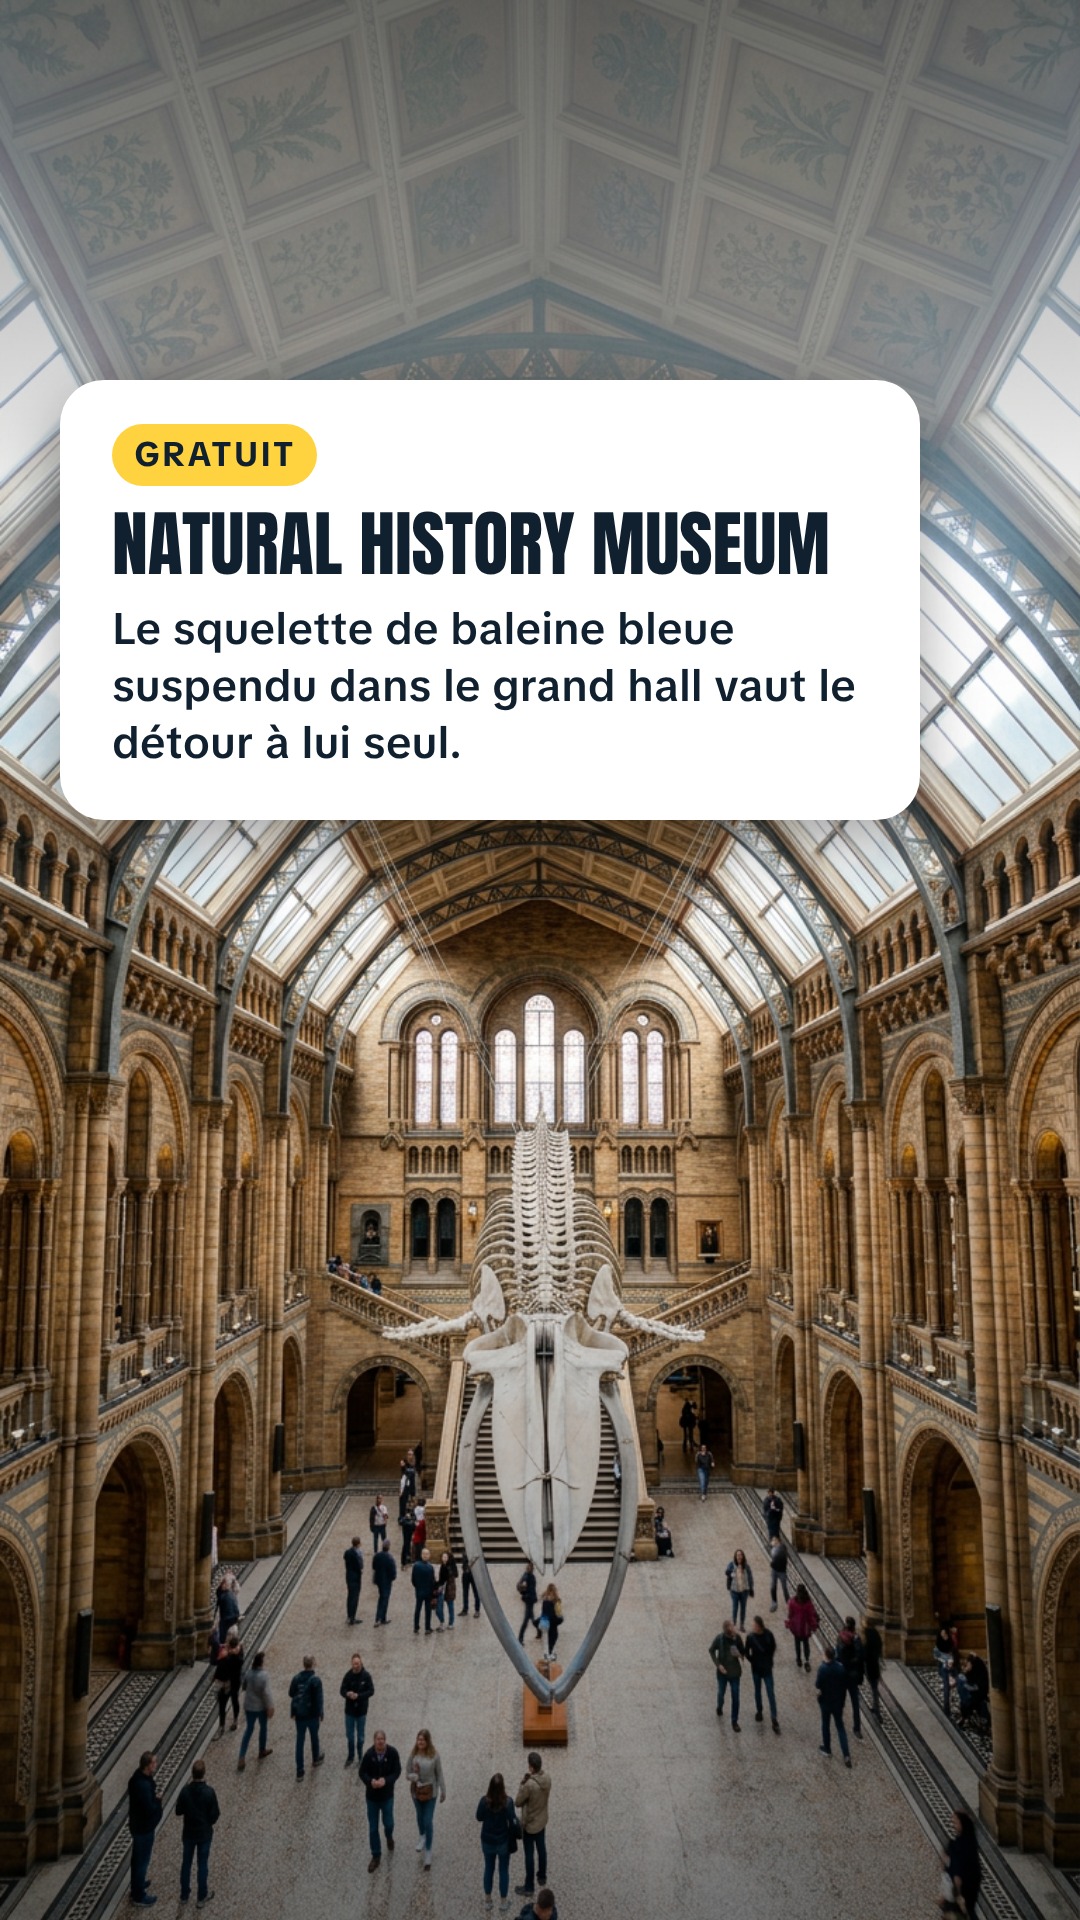 GRATUIT
NATURAL HISTORY MUSEUM
Le squelette de baleine bleue
suspendu dans le grand hall vaut le
détour à lui seul.